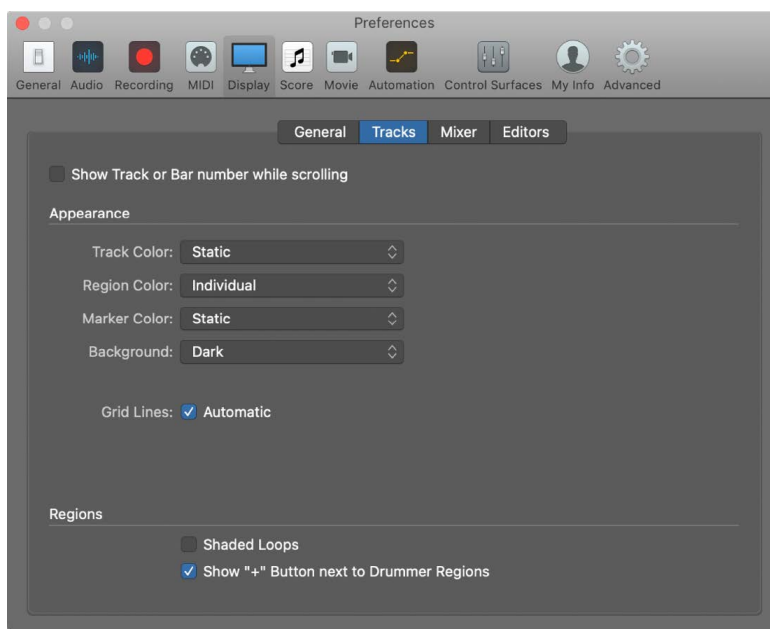 Preferences
General Audio Recording MIDI Display Score Movie Automation Control Surfaces My Info Advanced
General Tracks Mixer Editors
Show Track or Bar number while scrolling
Appearance
Track Color: Static
Region Color: Individual
Marker Color: Static
Background: Dark
Grid Lines: Automatic
Regions
Shaded Loops
Show "+" Button next to Drummer Regions